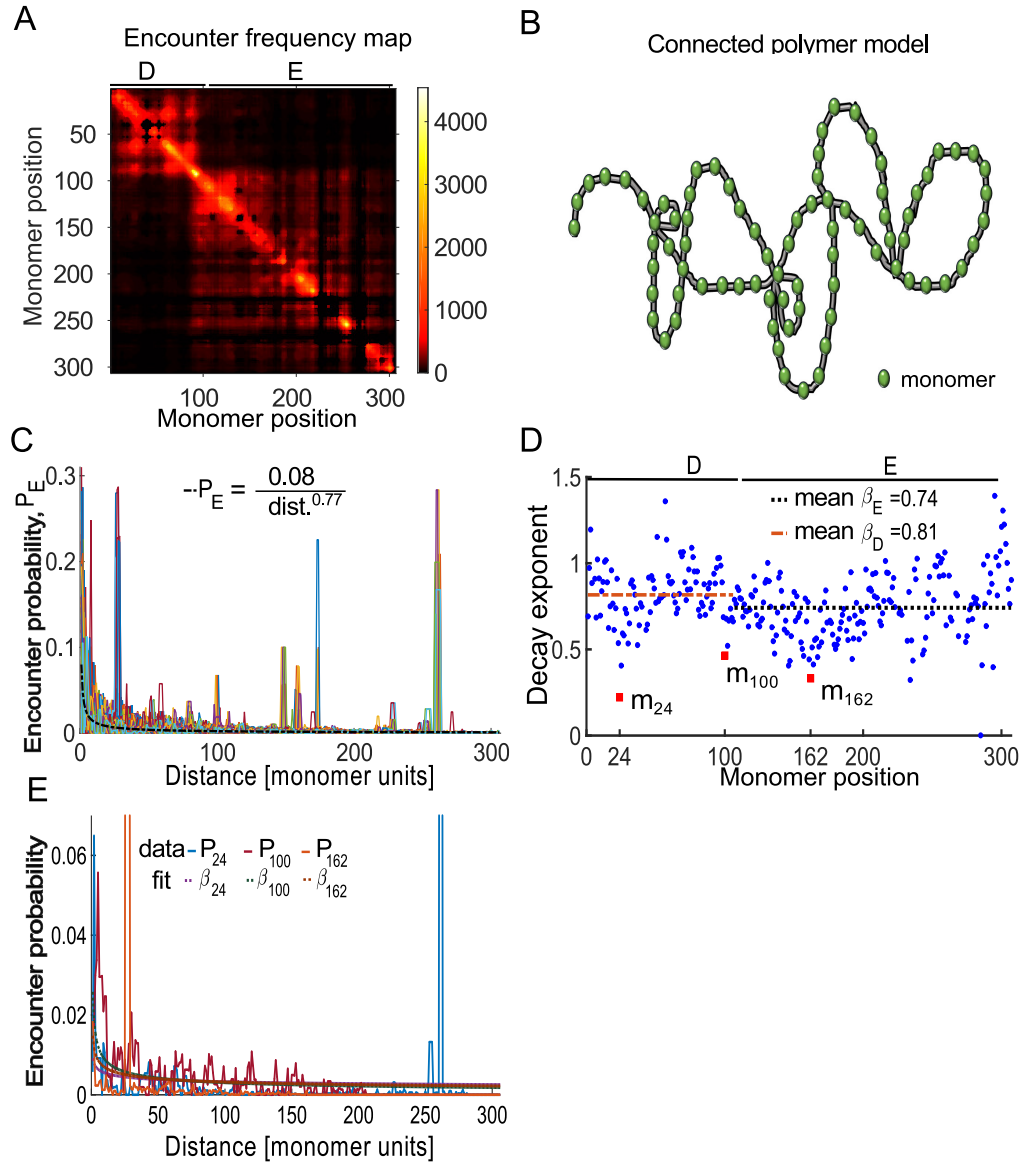 A
Encounter frequency map
D E
50
100
150
200
250
300
Monomer position
100 200 300
Monomer position
4000
3000
2000
1000
0
B
Connected polymer model
monomer
C
Encounter probability, P_E
0.3
0.2
0.1
0
P_E = 0.08 / dist.^0.77
0 100 200 300
Distance [monomer units]
D
D E
Decay exponent
1.5
1
0.5
0
mean β_E =0.74
mean β_D =0.81
m_24
m_100
m_162
0 24 100 162 200 300
Monomer position
E
Encounter probability
0.06
0.04
0.02
0
data P_24 P_100 P_162
fit β_24 β_100 β_162
0 50 100 150 200 250 300
Distance [monomer units]